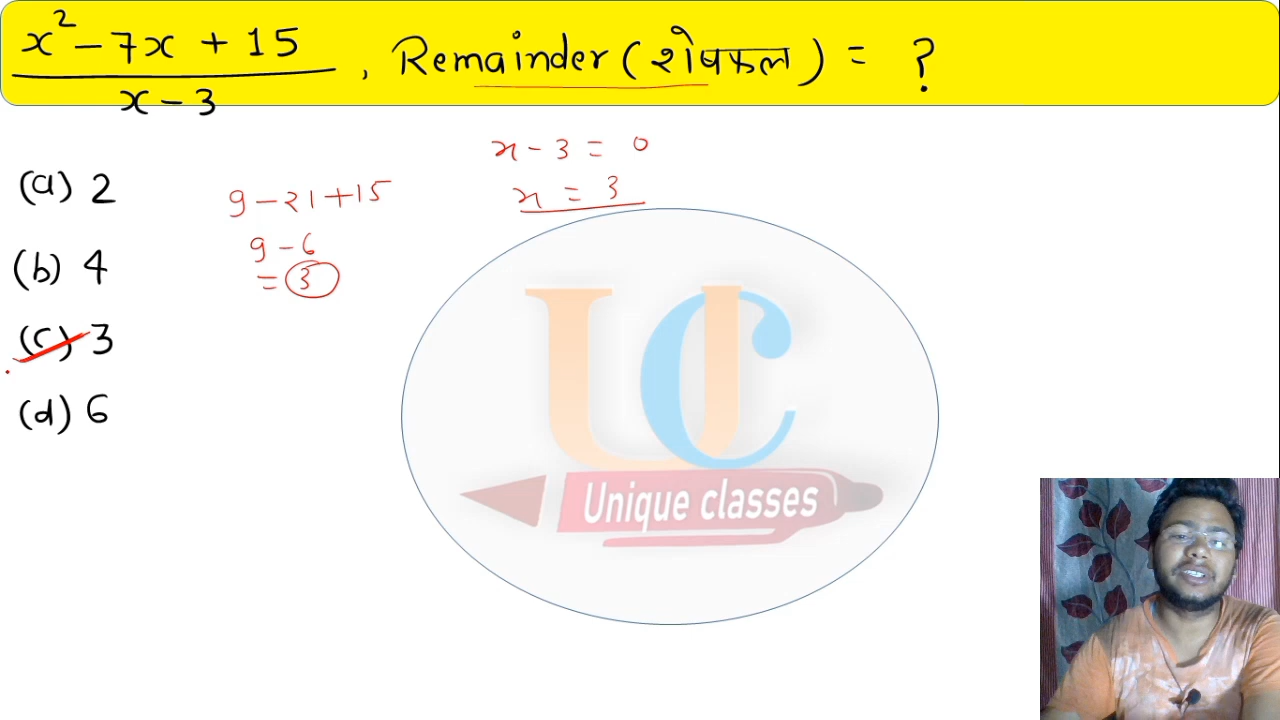 x² - 7x + 15
x - 3
, Remainder (शेषफल) = ?
x - 3 = 0
x = 3
(a) 2
9 - 21 + 15
9 - 6
= 3
(b) 4
(c) 3
(d) 6
UC
Unique classes